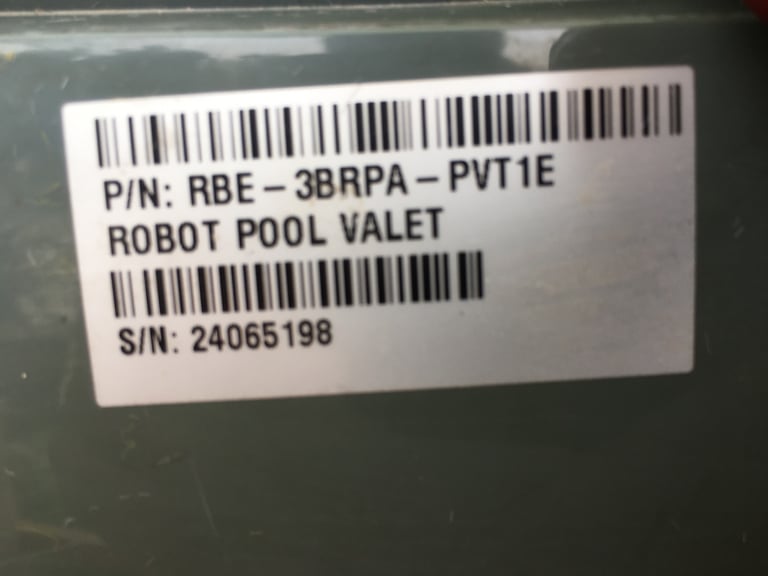 P/N: RBE-3BRPA-PVT1E
ROBOT POOL VALET
S/N: 24065198